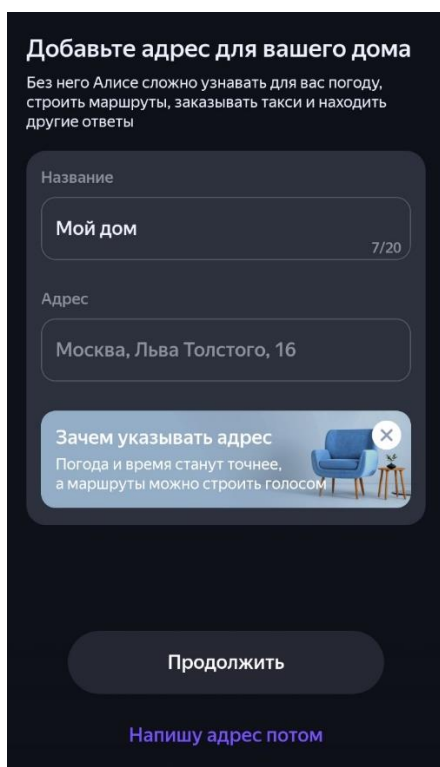 Добавьте адрес для вашего дома
Без него Алисе сложно узнавать для вас погоду,
строить маршруты, заказывать такси и находить
другие ответы
Название
Мой дом
7/20
Адрес
Москва, Льва Толстого, 16
Зачем указывать адрес
Погода и время станут точнее,
а маршруты можно строить голосом
Продолжить
Напишу адрес потом